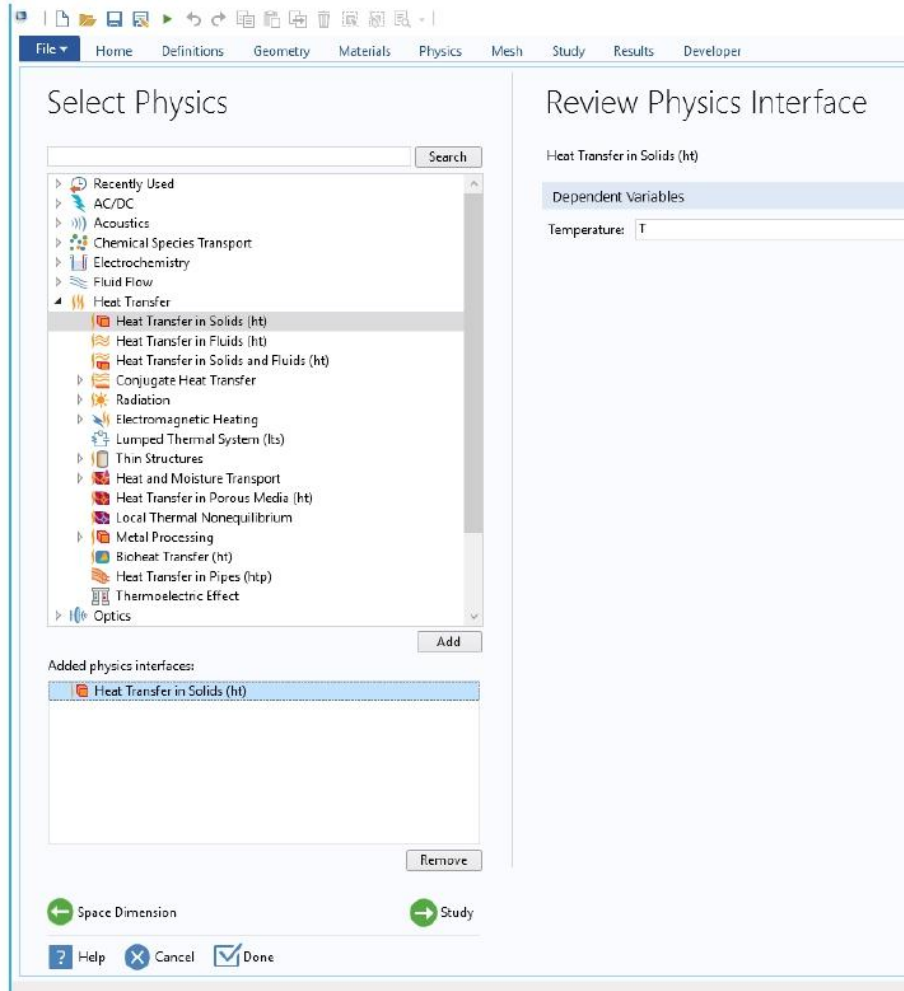 File Home Definitions Geometry Materials Physics Mesh Study Results Developer
Select Physics
Search
Recently Used
AC/DC
Acoustics
Chemical Species Transport
Electrochemistry
Fluid Flow
Heat Transfer
Heat Transfer in Solids (ht)
Heat Transfer in Fluids (ht)
Heat Transfer in Solids and Fluids (ht)
Conjugate Heat Transfer
Radiation
Electromagnetic Heating
Lumped Thermal System (lts)
Thin Structures
Heat and Moisture Transport
Heat Transfer in Porous Media (ht)
Local Thermal Nonequilibrium
Metal Processing
Bioheat Transfer (ht)
Heat Transfer in Pipes (htp)
Thermoelectric Effect
Optics
Add
Added physics interfaces:
Heat Transfer in Solids (ht)
Remove
Space Dimension
Study
? Help Cancel Done
Review Physics Interface
Heat Transfer in Solids (ht)
Dependent Variables
Temperature: T